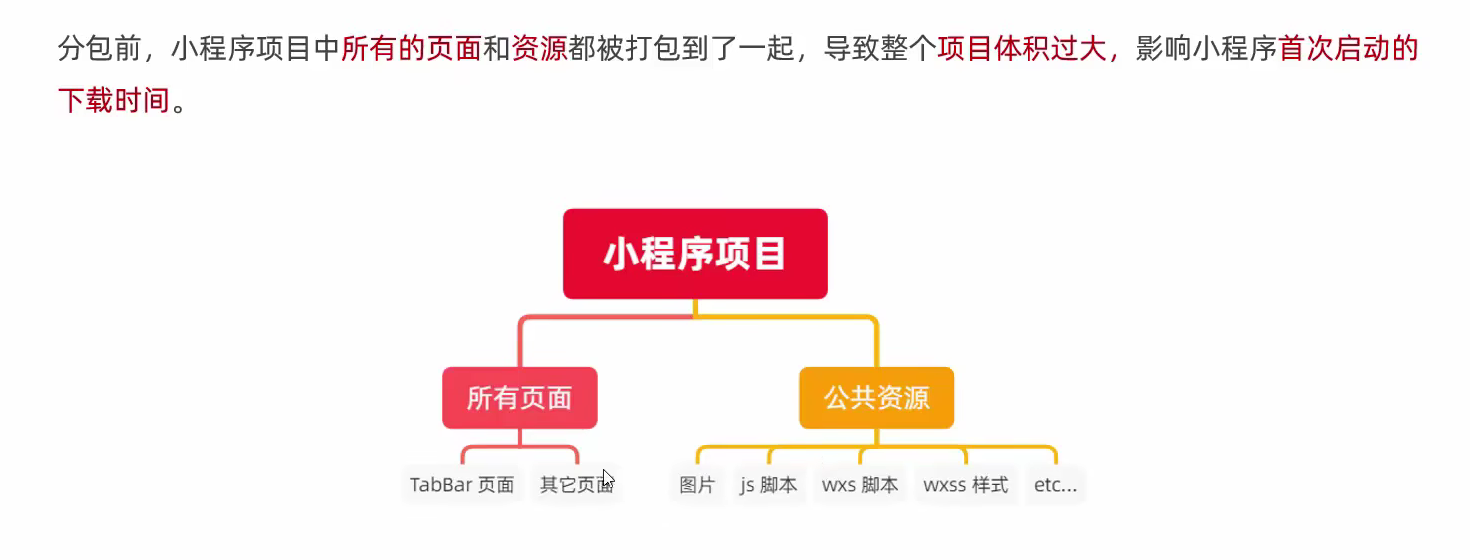 分包前，小程序项目中所有的页面和资源都被打包到了一起，导致整个项目体积过大，影响小程序首次启动的
下载时间。
小程序项目
所有页面
公共资源
TabBar 页面
其它页面
图片
js 脚本
wxs 脚本
wxss 样式
etc...